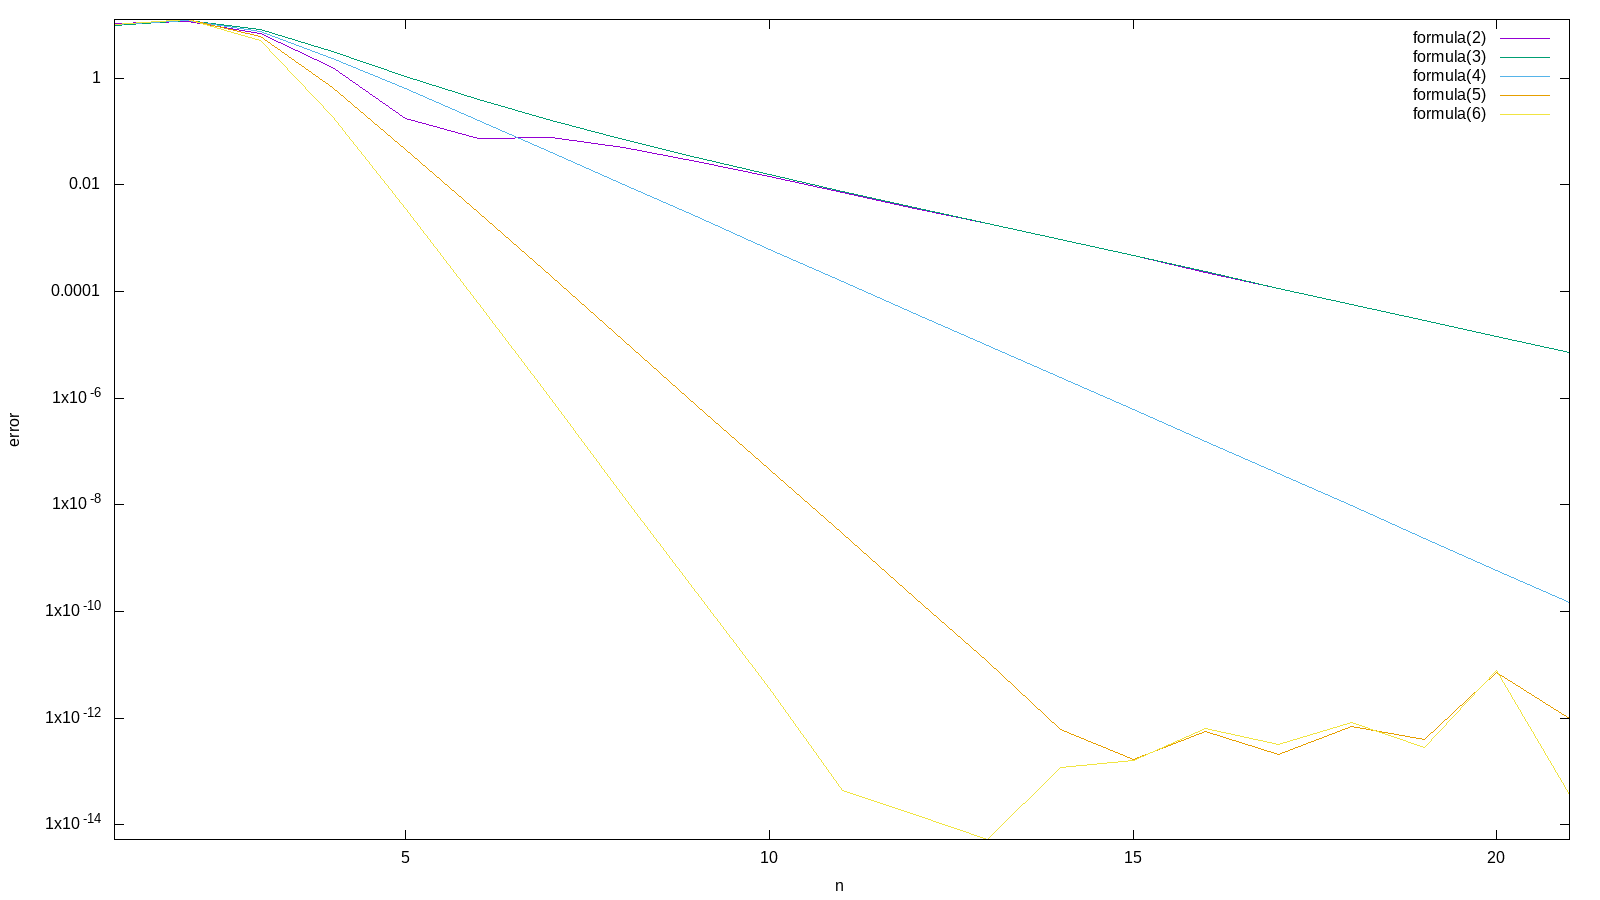 formula(2)
formula(3)
formula(4)
formula(5)
formula(6)
1
0.01
0.0001
1x10-6
1x10-8
1x10-10
1x10-12
1x10-14
error
5 10 15 20
n